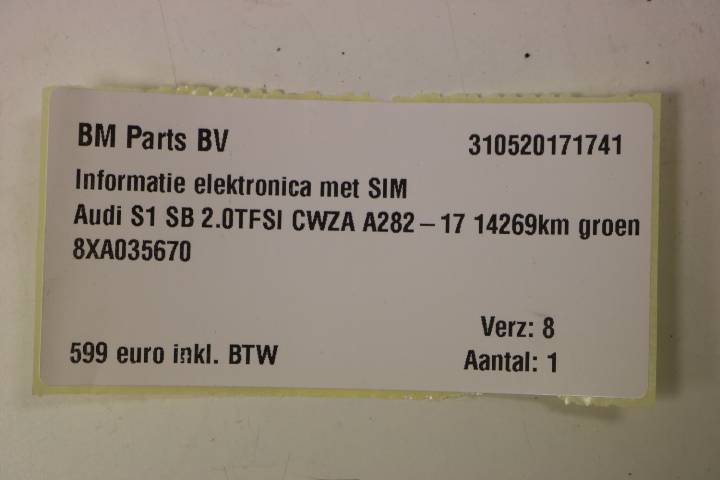 BM Parts BV 310520171741
Informatie elektronica met SIM
Audi S1 SB 2.0TFSI CWZA A282 – 17 14269km groen
8XA035670
Verz: 8
599 euro inkl. BTW Aantal: 1